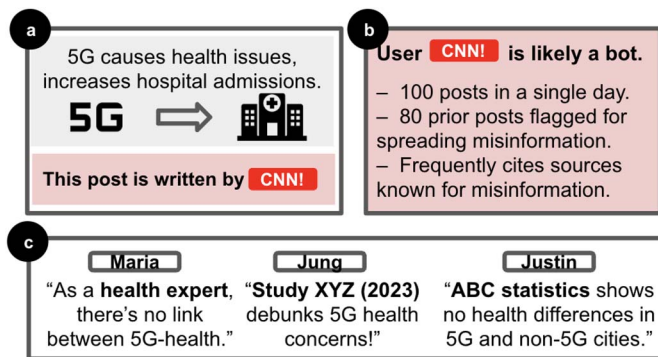 a
5G causes health issues,
increases hospital admissions.
5G
This post is written by CNN!
b
User CNN! is likely a bot.
– 100 posts in a single day.
– 80 prior posts flagged for
spreading misinformation.
– Frequently cites sources
known for misinformation.
c
Maria
“As a health expert,
there’s no link
between 5G-health.”
Jung
“Study XYZ (2023)
debunks 5G health
concerns!”
Justin
“ABC statistics shows
no health differences in
5G and non-5G cities.”